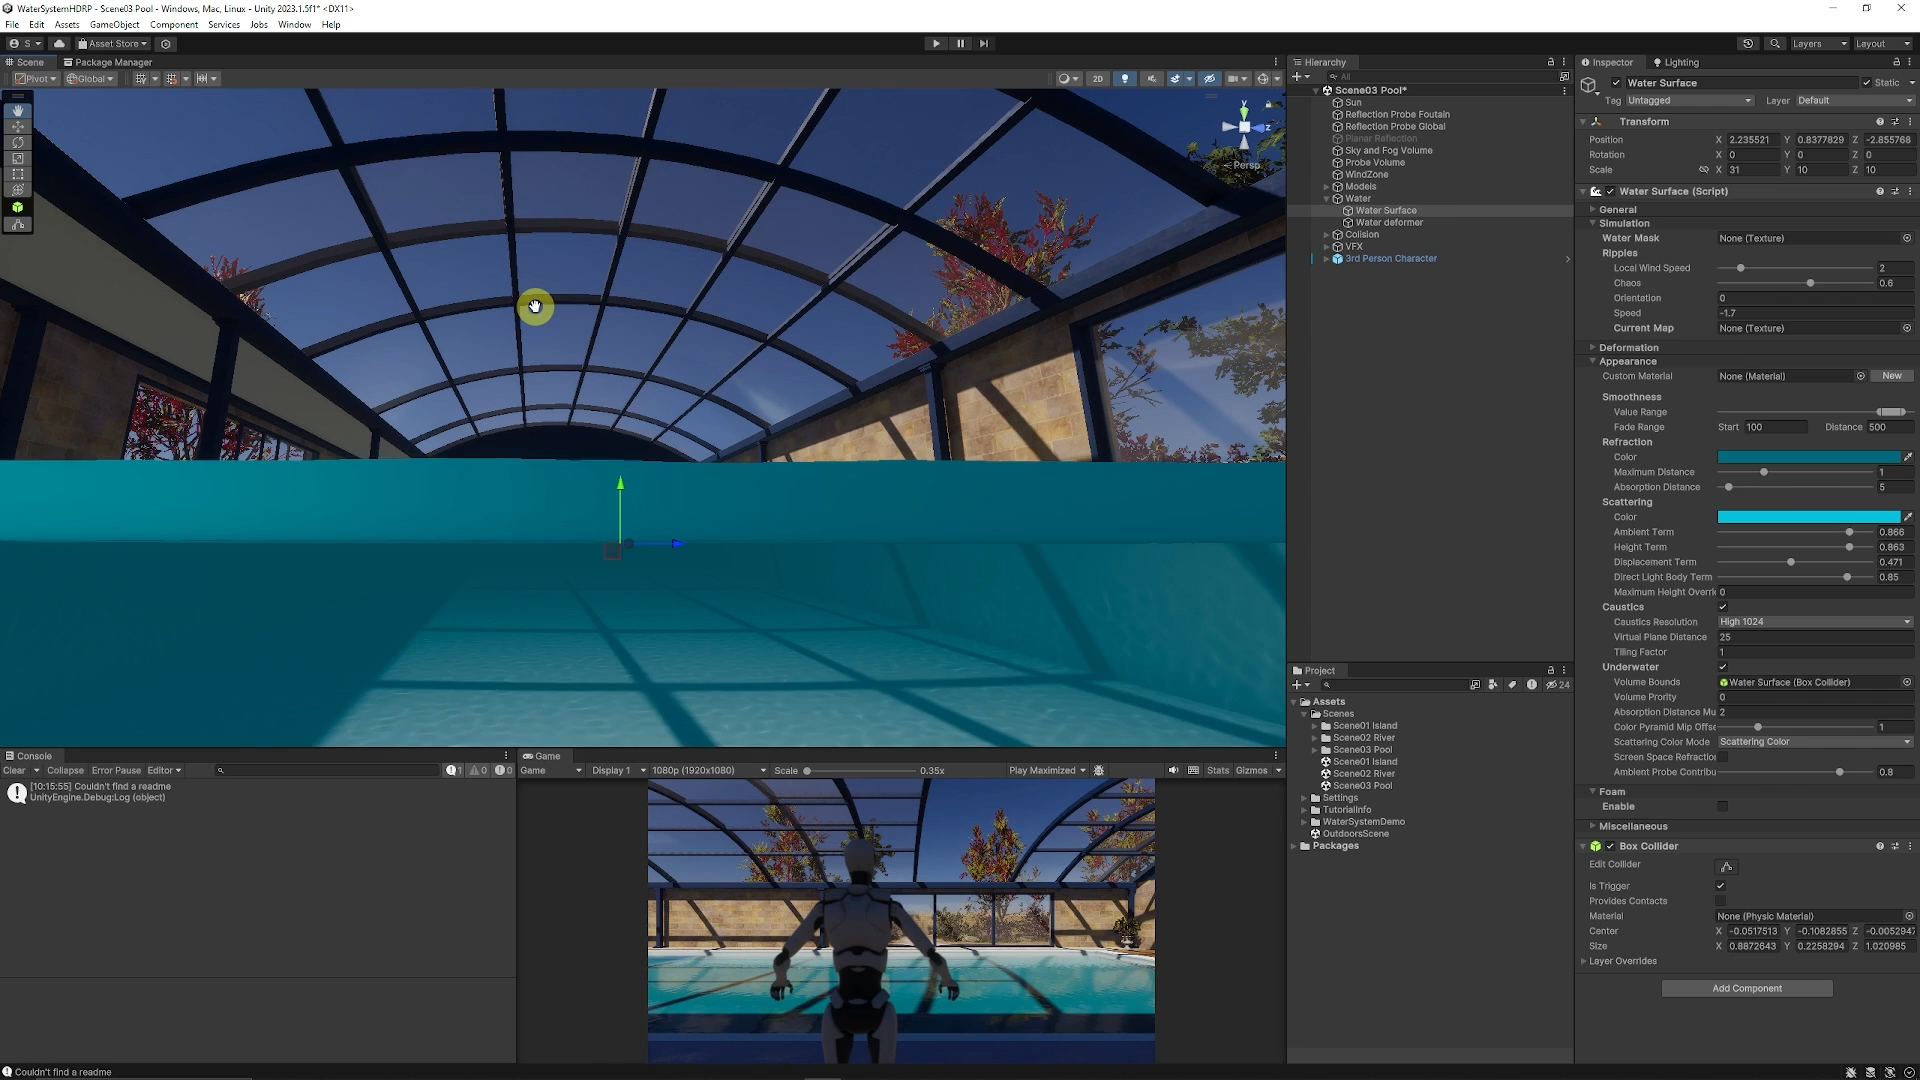 WaterSystemHDRP - Scene03 Pool - Windows, Mac, Linux - Unity 2023.1.5f1* <DX11>
File Edit Assets GameObject Component Services Jobs Window Help
S Asset Store Layers Layout
Scene Package Manager
Pivot Global 2D
y
z
Persp
Hierarchy
All
Scene03 Pool*
Sun
Reflection Probe Foutain
Reflection Probe Global
Planar Reflection
Sky and Fog Volume
Probe Volume
WindZone
Models
Water
Water Surface
Water deformer
Colision
VFX
3rd Person Character
Project
24
Assets
Scenes
Scene01 Island
Scene02 River
Scene03 Pool
Scene01 Island
Scene02 River
Scene03 Pool
Settings
TutorialInfo
WaterSystemDemo
OutdoorsScene
Packages
Inspector Lighting
Water Surface Static
Tag Untagged Layer Default
Transform
Position X 2.235521 Y 0.8377829 Z -2.855768
Rotation X 0 Y 0 Z 0
Scale X 31 Y 10 Z 10
Water Surface (Script)
General
Simulation
Water Mask None (Texture)
Ripples
Local Wind Speed 2
Chaos 0.6
Orientation 0
Speed -1.7
Current Map None (Texture)
Deformation
Appearance
Custom Material None (Material) New
Smoothness
Value Range
Fade Range Start 100 Distance 500
Refraction
Color
Maximum Distance 1
Absorption Distance 5
Scattering
Color
Ambient Term 0.866
Height Term 0.863
Displacement Term 0.471
Direct Light Body Term 0.85
Maximum Height Overri 0
Caustics
Caustics Resolution High 1024
Virtual Plane Distance 25
Tiling Factor 1
Underwater
Volume Bounds Water Surface (Box Collider)
Volume Prority 0
Absorption Distance Mu 2
Color Pyramid Mip Offse 1
Scattering Color Mode Scattering Color
Screen Space Refraction
Ambient Probe Contribu 0.8
Foam
Enable
Miscellaneous
Box Collider
Edit Collider
Is Trigger
Provides Contacts
Material None (Physic Material)
Center X -0.0517513 Y -0.1082855 Z -0.0052947
Size X 0.8872643 Y 0.2258294 Z 1.020985
Layer Overrides
Add Component
Console
Clear Collapse Error Pause Editor 1 0 0
[10:15:55] Couldn't find a readme
UnityEngine.Debug:Log (object)
Game
Game Display 1 1080p (1920x1080) Scale 0.35x Play Maximized Stats Gizmos
Couldn't find a readme